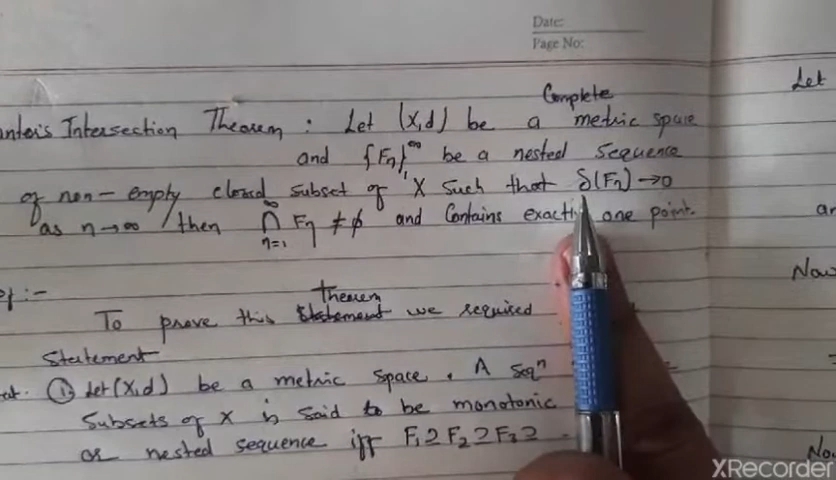 Date:
Page No:
Complete
Intersection Theorem : Let (X,d) be a metric space
and {Fn}∞1 be a nested sequence
of non-empty closed subset of X such that δ(Fn)→0
as n→∞ then ∞∩n=1 Fn ≠ ϕ and contains exactly one point.
:-
Theorem
To prove this Statement we required
Statement
① Let (X,d) be a metric space. A seqn
Subsets of X is said to be monotonic
or nested sequence iff F1⊇F2⊇F3⊇
Let
Now
XRecorder